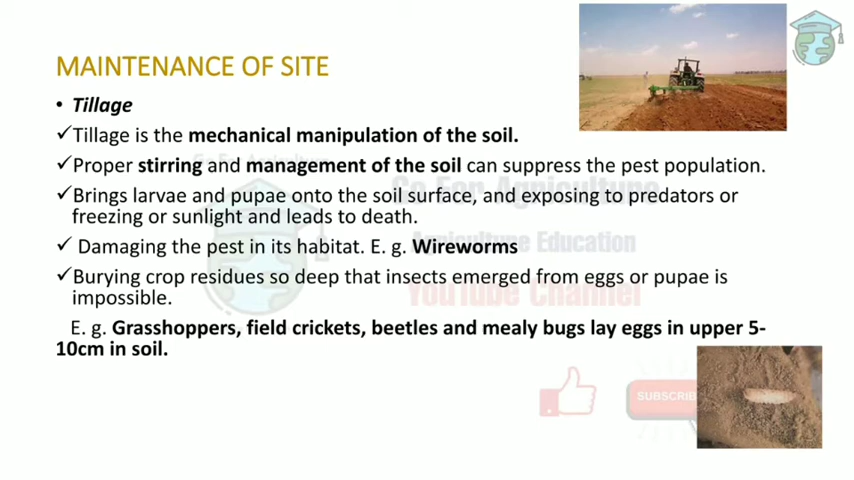 MAINTENANCE OF SITE
• Tillage
✓Tillage is the mechanical manipulation of the soil.
✓Proper stirring and management of the soil can suppress the pest population.
✓Brings larvae and pupae onto the soil surface, and exposing to predators or
freezing or sunlight and leads to death.
✓ Damaging the pest in its habitat. E. g. Wireworms
✓Burying crop residues so deep that insects emerged from eggs or pupae is
impossible.
E. g. Grasshoppers, field crickets, beetles and mealy bugs lay eggs in upper 5-
10cm in soil.
Go For Agriculture
Agriculture Education
YouTube Channel
SUBSCRIB